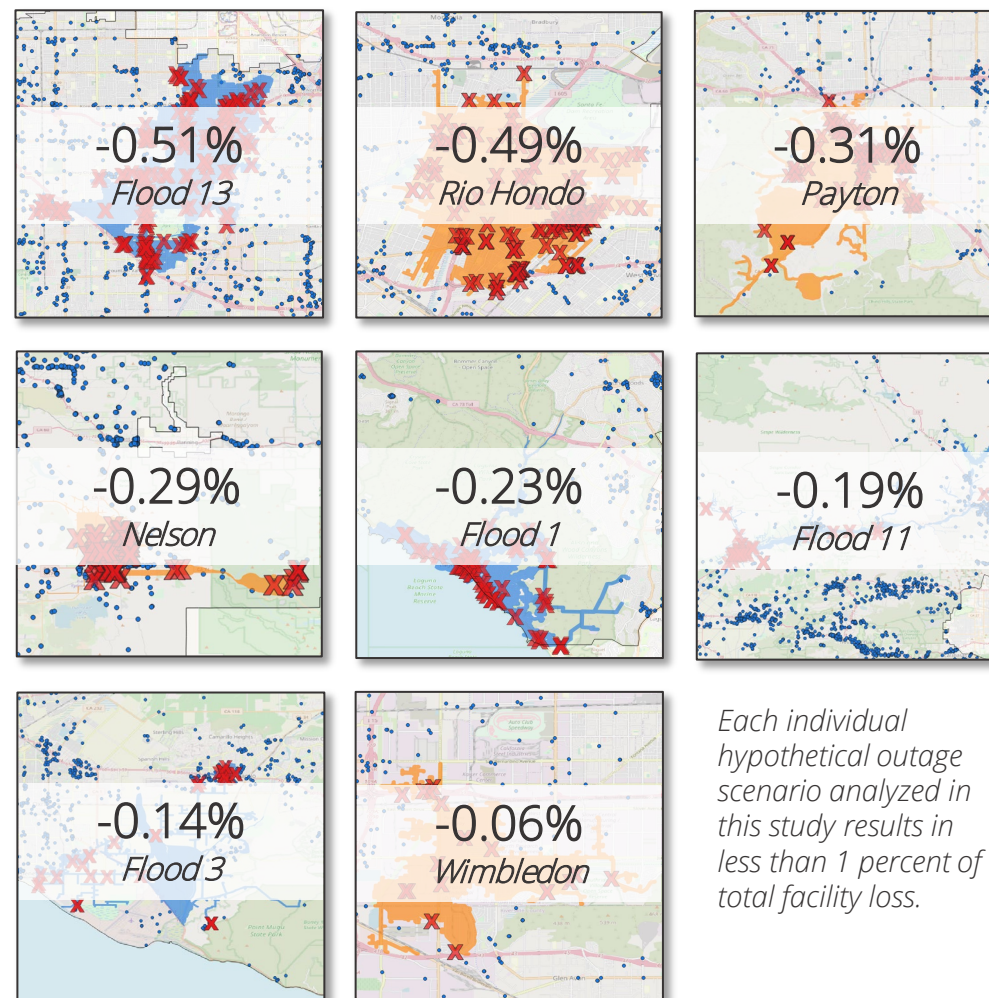 -0.51%
Flood 13
-0.49%
Rio Hondo
-0.31%
Payton
-0.29%
Nelson
-0.23%
Flood 1
-0.19%
Flood 11
-0.14%
Flood 3
-0.06%
Wimbledon
Each individual
hypothetical outage
scenario analyzed in
this study results in
less than 1 percent of
total facility loss.